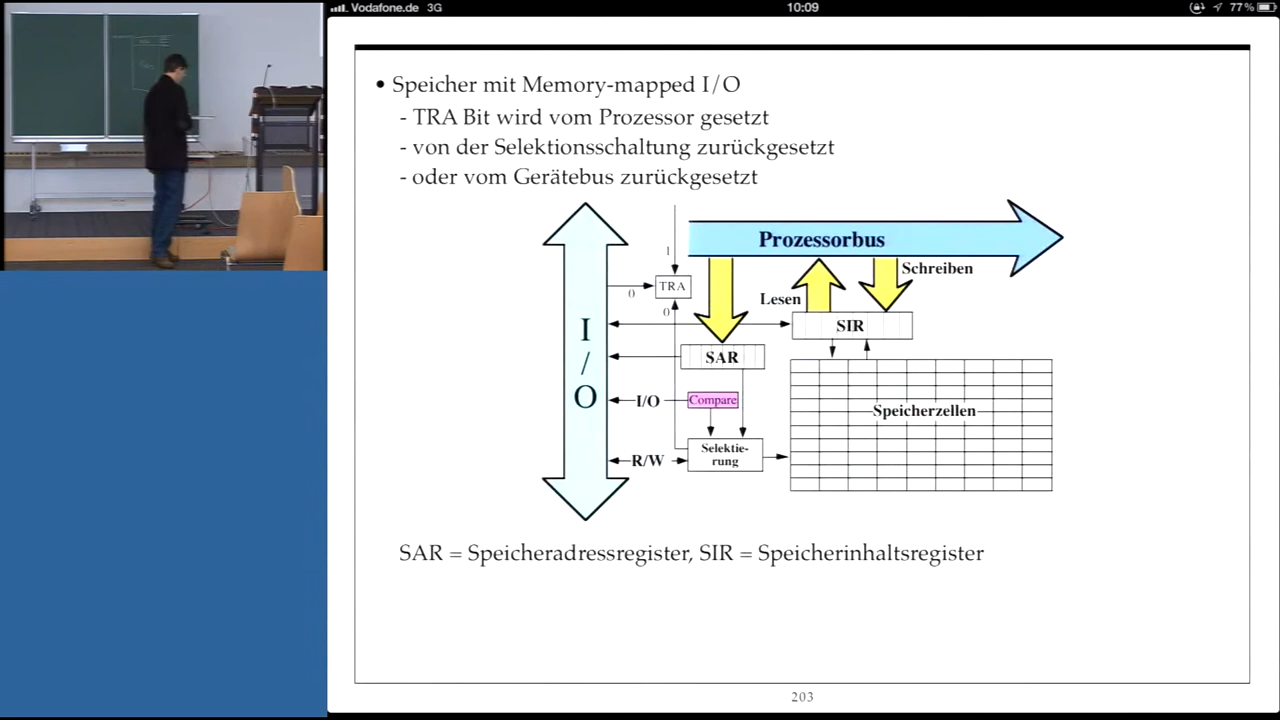 Vodafone.de 3G 10:09 77%
• Speicher mit Memory-mapped I/O
- TRA Bit wird vom Prozessor gesetzt
- von der Selektionsschaltung zurückgesetzt
- oder vom Gerätebus zurückgesetzt
Prozessorbus
1
Schreiben
TRA
0
Lesen
0
I
/
O
SIR
SAR
I/O
Compare
Speicherzellen
Selektie-
rung
R/W
SAR = Speicheradressregister, SIR = Speicherinhaltsregister
203